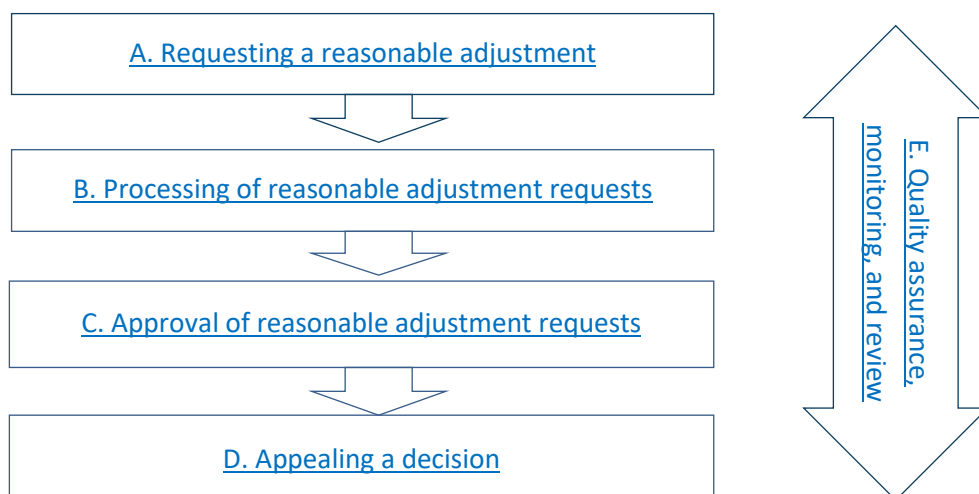 A. Requesting a reasonable adjustment
B. Processing of reasonable adjustment requests
C. Approval of reasonable adjustment requests
D. Appealing a decision
E. Quality assurance,
monitoring, and review